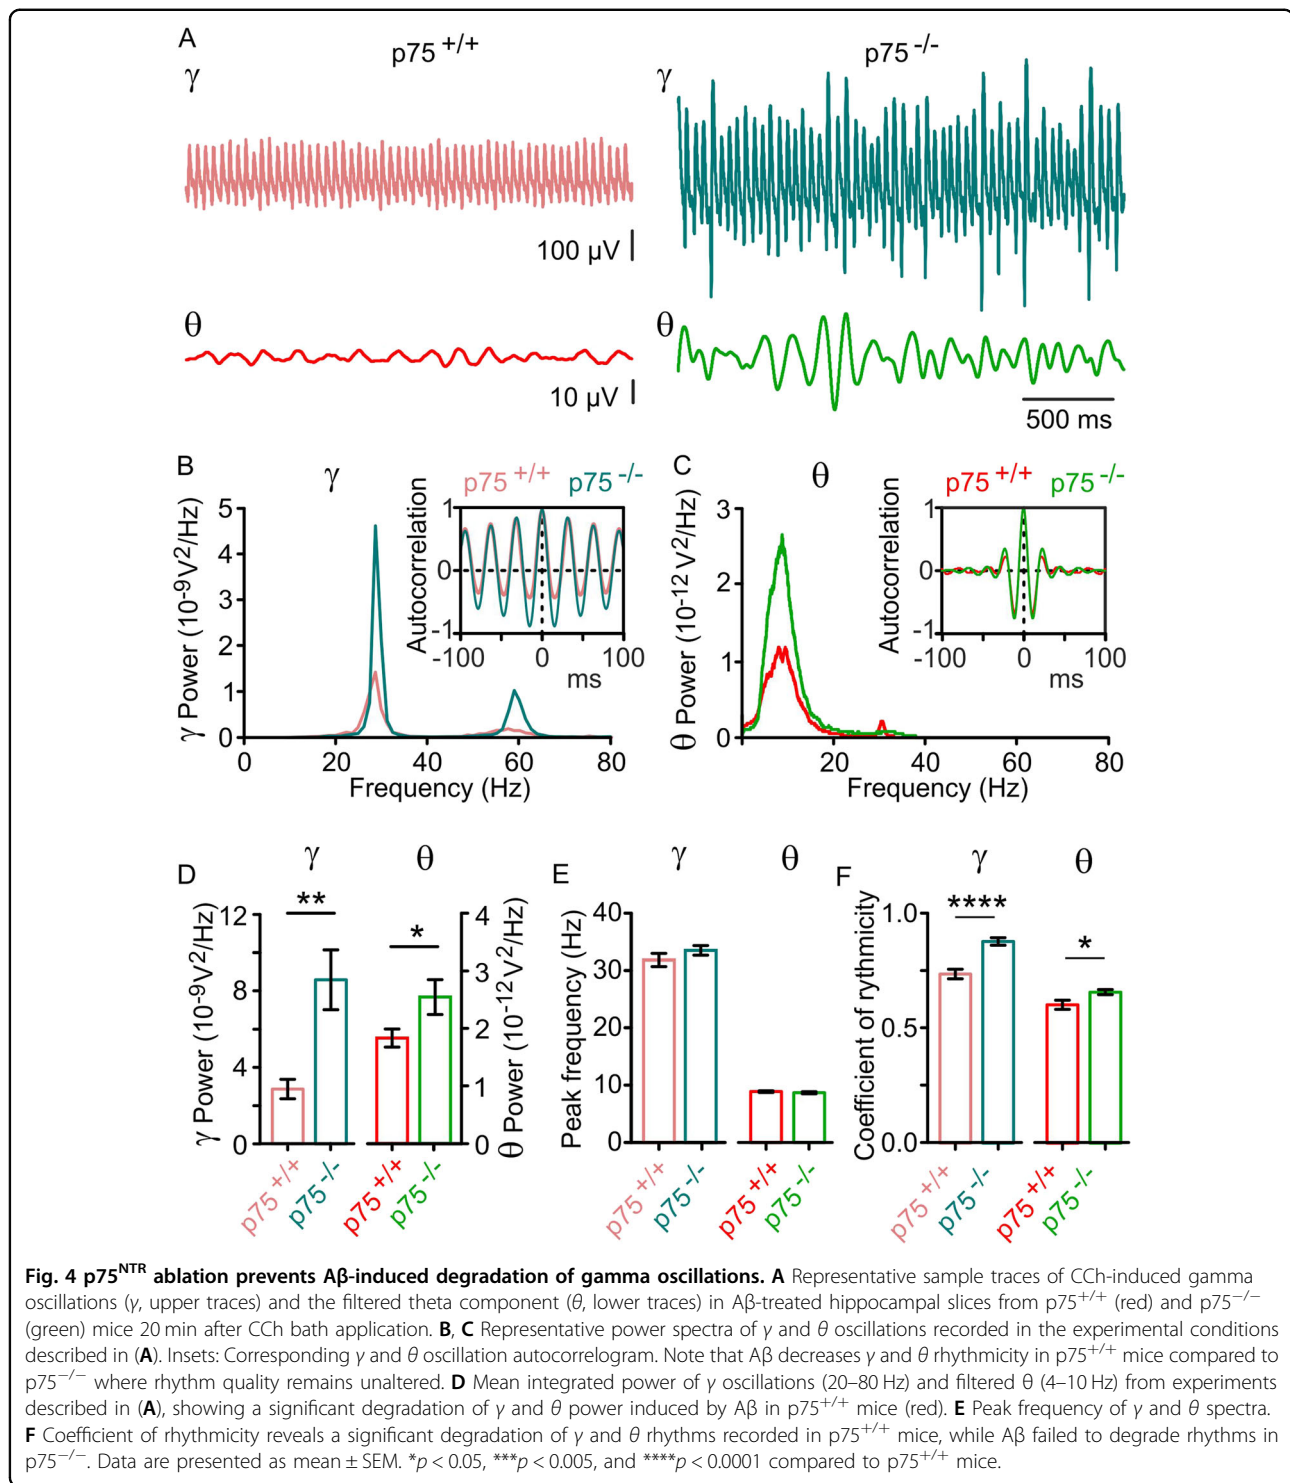 A
p75 +/+
p75 -/-
γ
γ
100 µV
θ
θ
10 µV
500 ms
B
γ
p75 +/+
p75 -/-
γ Power (10-9V2/Hz)
5
4
3
2
1
0
0
20
40
60
80
Frequency (Hz)
Autocorrelation
1
0
-1
-100
0
100
ms
C
θ
p75 +/+
p75 -/-
θ Power (10-12V2/Hz)
3
2
1
0
20
40
60
80
Frequency (Hz)
Autocorrelation
1
0
-1
-100
0
100
ms
D
γ
θ
**
*
γ Power (10-9V2/Hz)
12
8
4
0
4
3
2
1
0
θ Power (10-12V2/Hz)
p75 +/+
p75 -/-
p75 +/+
p75 -/-
E
γ
θ
Peak frequency (Hz)
40
30
20
10
0
p75 +/+
p75 -/-
p75 +/+
p75 -/-
F
γ
θ
****
*
Coefficient of rythmicity
1.0
0.5
0.0
p75 +/+
p75 -/-
p75 +/+
p75 -/-
Fig. 4 p75NTR ablation prevents Aβ-induced degradation of gamma oscillations. A Representative sample traces of CCh-induced gamma
oscillations (γ, upper traces) and the filtered theta component (θ, lower traces) in Aβ-treated hippocampal slices from p75+/+ (red) and p75−/−
(green) mice 20 min after CCh bath application. B, C Representative power spectra of γ and θ oscillations recorded in the experimental conditions
described in (A). Insets: Corresponding γ and θ oscillation autocorrelogram. Note that Aβ decreases γ and θ rhythmicity in p75+/+ mice compared to
p75−/− where rhythm quality remains unaltered. D Mean integrated power of γ oscillations (20–80 Hz) and filtered θ (4–10 Hz) from experiments
described in (A), showing a significant degradation of γ and θ power induced by Aβ in p75+/+ mice (red). E Peak frequency of γ and θ spectra.
F Coefficient of rhythmicity reveals a significant degradation of γ and θ rhythms recorded in p75+/+ mice, while Aβ failed to degrade rhythms in
p75−/−. Data are presented as mean ± SEM. *p < 0.05, ***p < 0.005, and ****p < 0.0001 compared to p75+/+ mice.